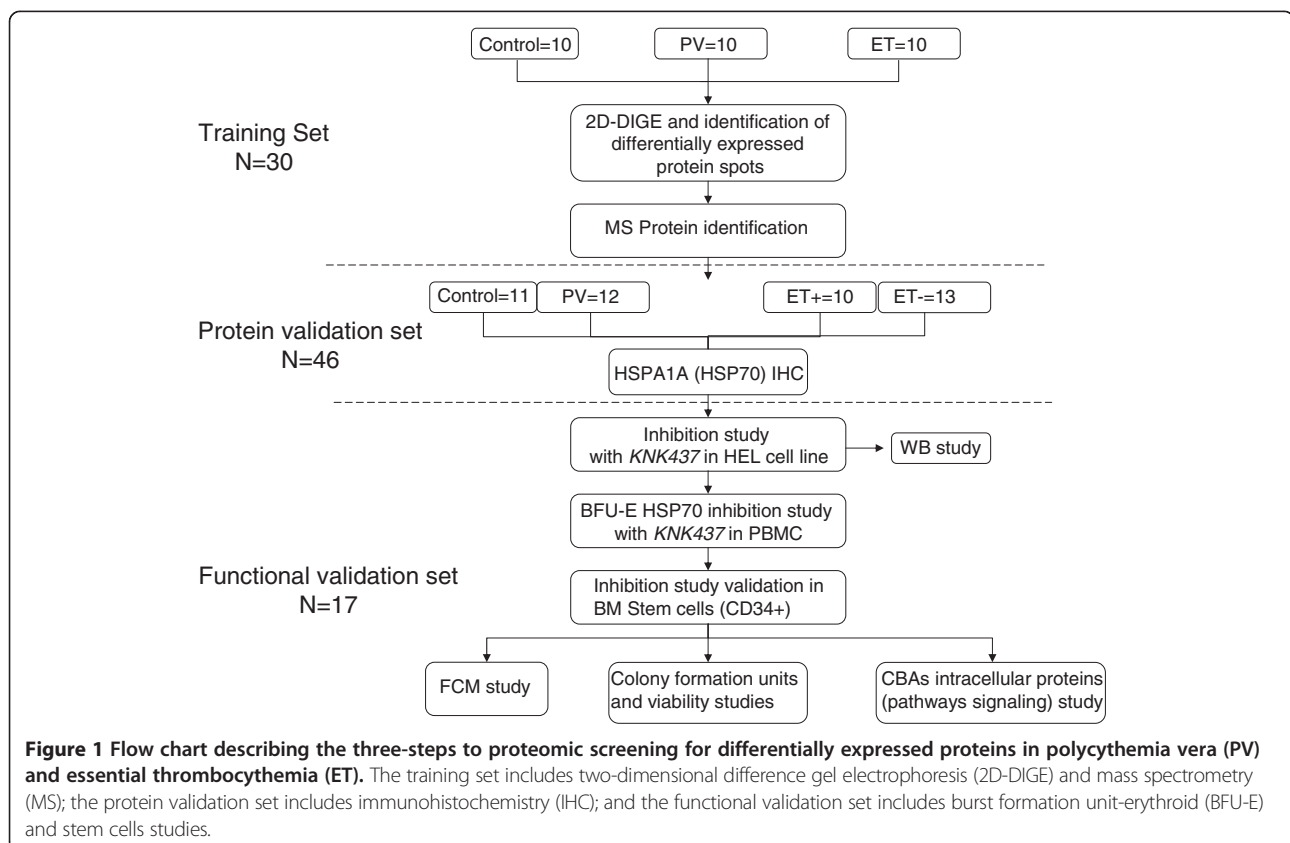 Control=10
PV=10
ET=10
Training Set
N=30
2D-DIGE and identification of
differentially expressed
protein spots
MS Protein identification
Control=11
PV=12
ET+=10
ET-=13
Protein validation set
N=46
HSPA1A (HSP70) IHC
Inhibition study
with KNK437 in HEL cell line
WB study
BFU-E HSP70 inhibition study
with KNK437 in PBMC
Functional validation set
N=17
Inhibition study validation in
BM Stem cells (CD34+)
FCM study
Colony formation units
and viability studies
CBAs intracellular proteins
(pathways signaling) study
Figure 1 Flow chart describing the three-steps to proteomic screening for differentially expressed proteins in polycythemia vera (PV)
and essential thrombocythemia (ET). The training set includes two-dimensional difference gel electrophoresis (2D-DIGE) and mass spectrometry
(MS); the protein validation set includes immunohistochemistry (IHC); and the functional validation set includes burst formation unit-erythroid (BFU-E)
and stem cells studies.